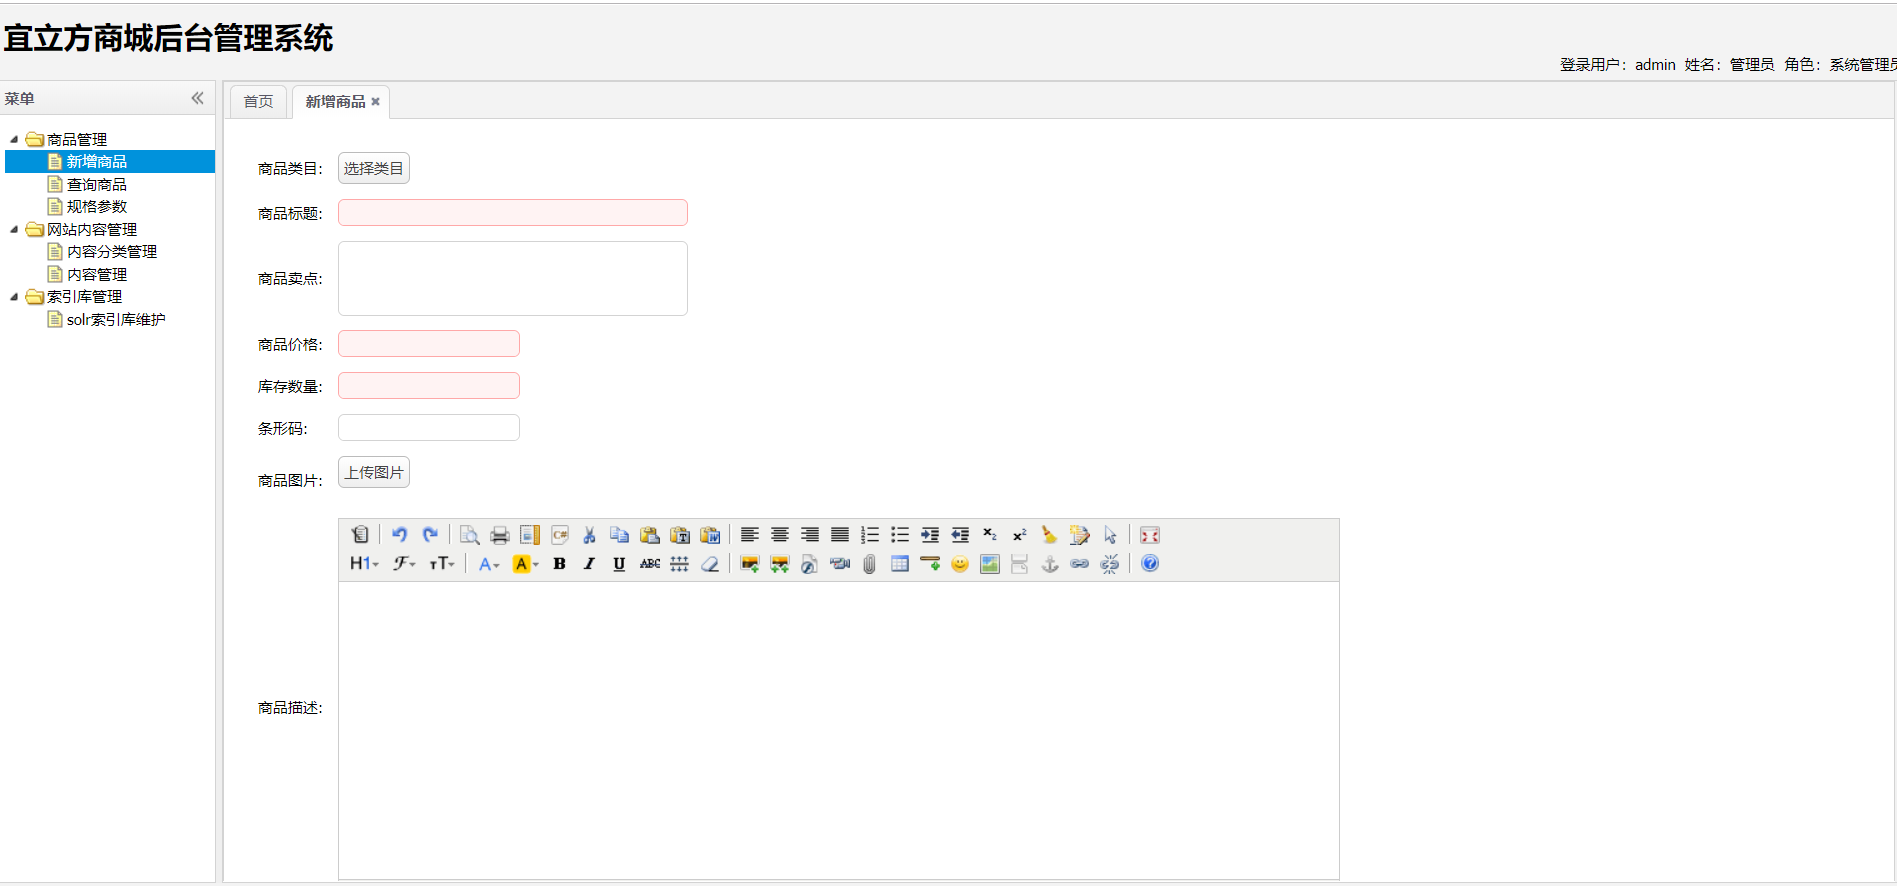 宜立方商城后台管理系统
登录用户：admin 姓名：管理员 角色：系统管理员
菜单
首页
新增商品
商品管理
新增商品
查询商品
规格参数
网站内容管理
内容分类管理
内容管理
索引库管理
solr索引库维护
商品类目:
选择类目
商品标题:
商品卖点:
商品价格:
库存数量:
条形码:
商品图片:
上传图片
H1 F TT A A B I U ABC
商品描述: